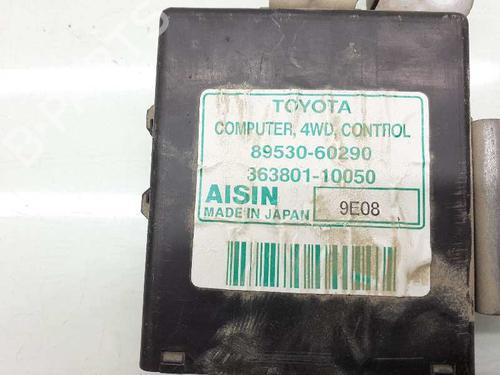 TOYOTA
COMPUTER, 4WD, CONTROL
89530-60290
363801-10050
AISIN
MADE IN JAPAN
9E08